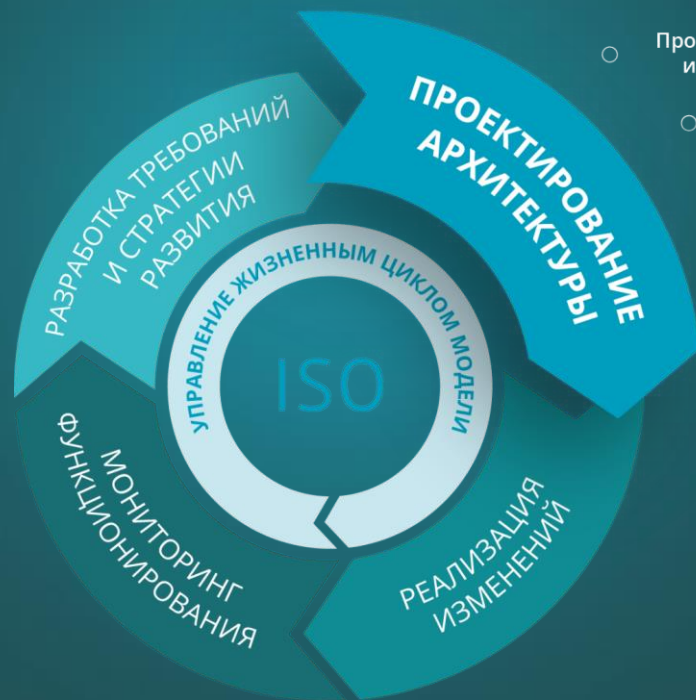 ПРОЕКТИРОВАНИЕ
АРХИТЕКТУРЫ
РАЗРАБОТКА ТРЕБОВАНИЙ
И СТРАТЕГИИ
РАЗВИТИЯ
УПРАВЛЕНИЕ ЖИЗНЕННЫМ ЦИКЛОМ МОДЕЛИ
ISO
МОНИТОРИНГ
ФУНКЦИОНИРОВАНИЯ
РЕАЛИЗАЦИЯ
ИЗМЕНЕНИЙ